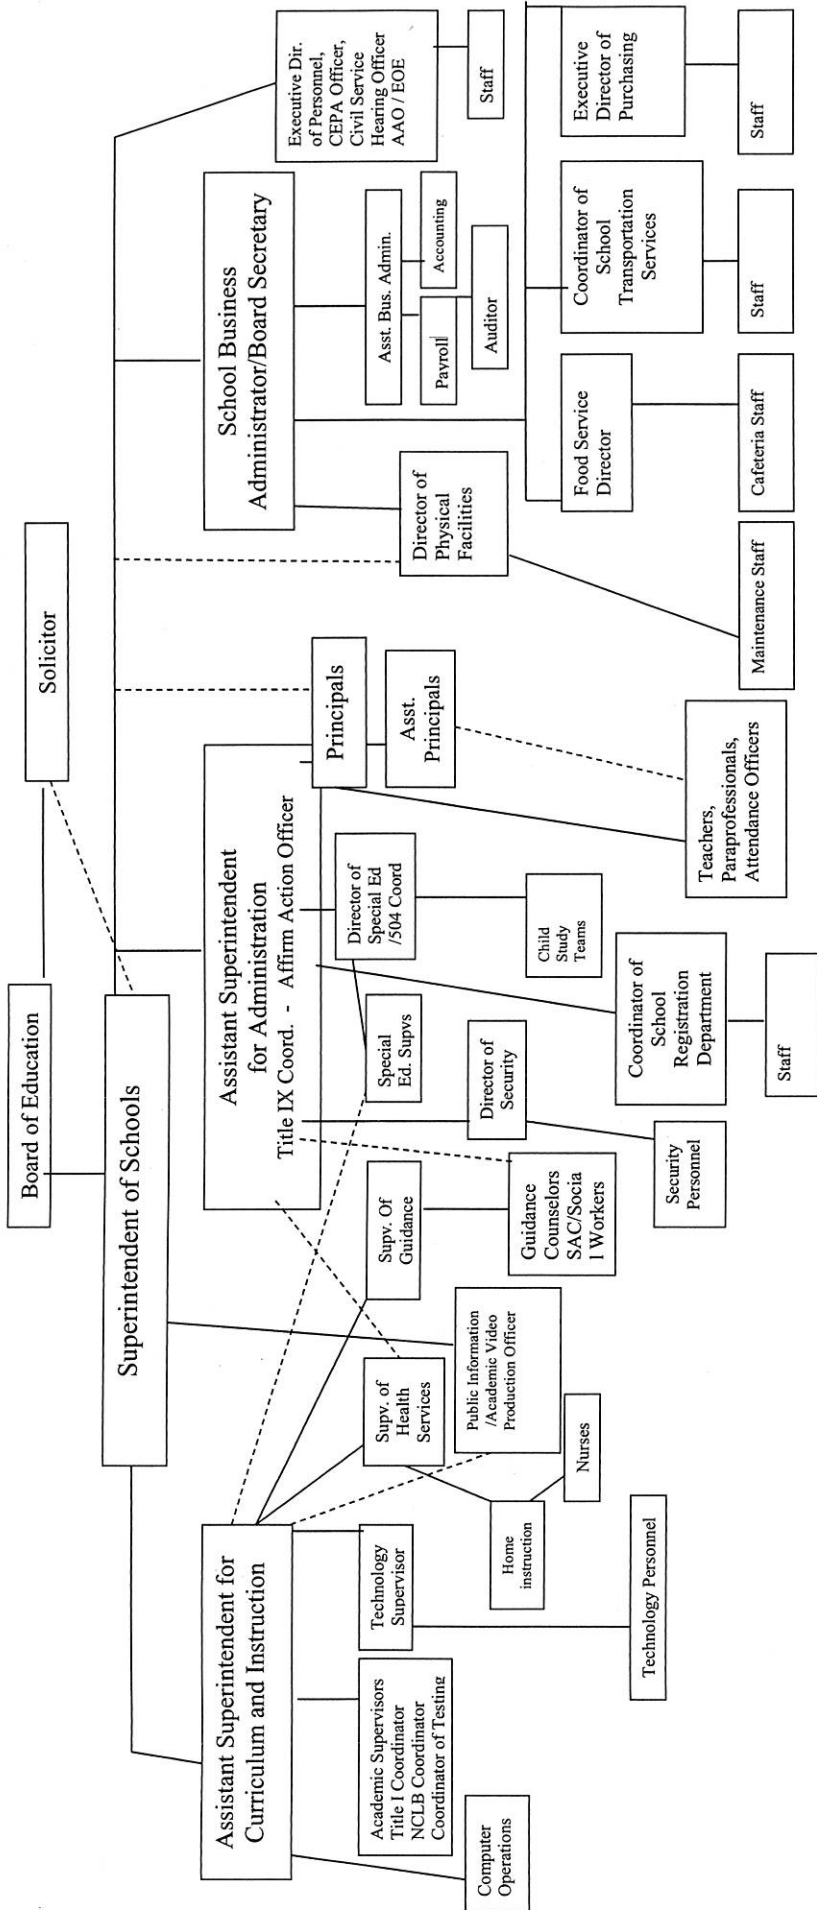 Board of Education
Solicitor
Superintendent of Schools
Assistant Superintendent for
Curriculum and Instruction
Assistant Superintendent
for Administration
Title IX Coord. - Affirm Action Officer
School Business
Administrator/Board Secretary
Executive Dir.
of Personnel,
CEPA Officer,
Civil Service
Hearing Officer
AAO / EOE
Staff
Computer
Operations
Academic Supervisors
Title I Coordinator
NCLB Coordinator
Coordinator of Testing
Technology
Supervisor
Technology Personnel
Supv. of
Health
Services
Home
instruction
Nurses
Public Information
/Academic Video
Production Officer
Supv. Of
Guidance
Guidance
Counselors
SAC/Socia
l Workers
Special
Ed. Supvs
Director of
Security
Security
Personnel
Director of
Special Ed
/504 Coord
Child
Study
Teams
Coordinator of
School
Registration
Department
Staff
Principals
Asst.
Principals
Teachers,
Paraprofessionals,
Attendance Officers
Director of
Physical
Facilities
Maintenance Staff
Asst. Bus. Admin.
Payroll
Accounting
Auditor
Food Service
Director
Cafeteria Staff
Coordinator of
School
Transportation
Services
Staff
Executive
Director of
Purchasing
Staff